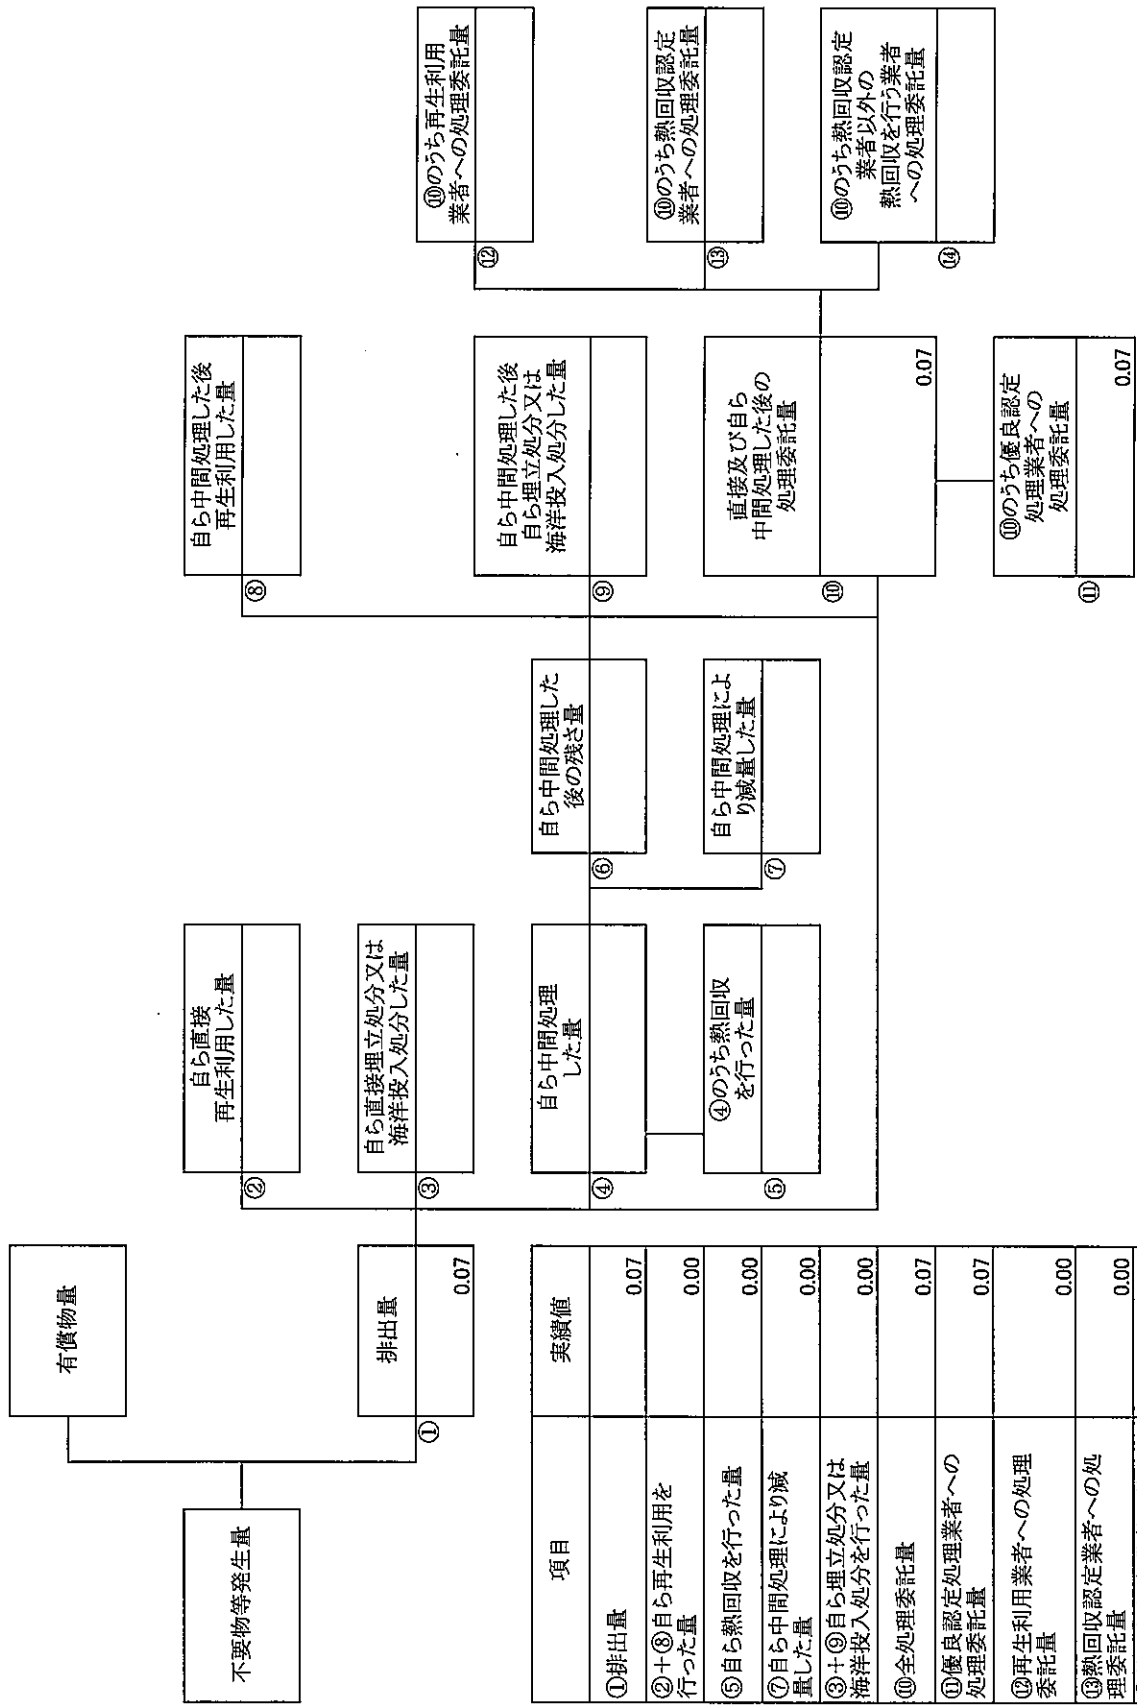 不要物等発生量
有償物量
排出量
①
0.07
自ら直接
再生利用した量
②
自ら直接埋立処分又は
海洋投入処分した量
③
自ら中間処理
した量
④
④のうち熱回収
を行った量
⑤
自ら中間処理した
後の残さ量
⑥
自ら中間処理によ
り減量した量
⑦
自ら中間処理した後
再生利用した量
⑧
自ら中間処理した後
自ら埋立処分又は
海洋投入処分した量
⑨
直接及び自ら
中間処理した後の
処理委託量
⑩
0.07
⑩のうち優良認定
処理業者への
処理委託量
⑪
0.07
⑩のうち再生利用
業者への処理委託量
⑫
⑩のうち熱回収認定
業者への処理委託量
⑬
⑩のうち熱回収認定
業者以外の
熱回収を行う業者
への処理委託量
⑭
項目 実績値
①排出量 0.07
②+⑧自ら再生利用を
行った量 0.00
⑤自ら熱回収を行った量 0.00
⑦自ら中間処理により減
量した量 0.00
③+⑨自ら埋立処分又は
海洋投入処分を行った量 0.00
⑩全処理委託量 0.07
⑪優良認定処理業者への
処理委託量 0.07
⑫再生利用業者への処理
委託量 0.00
⑬熱回収認定業者への処
理委託量 0.00